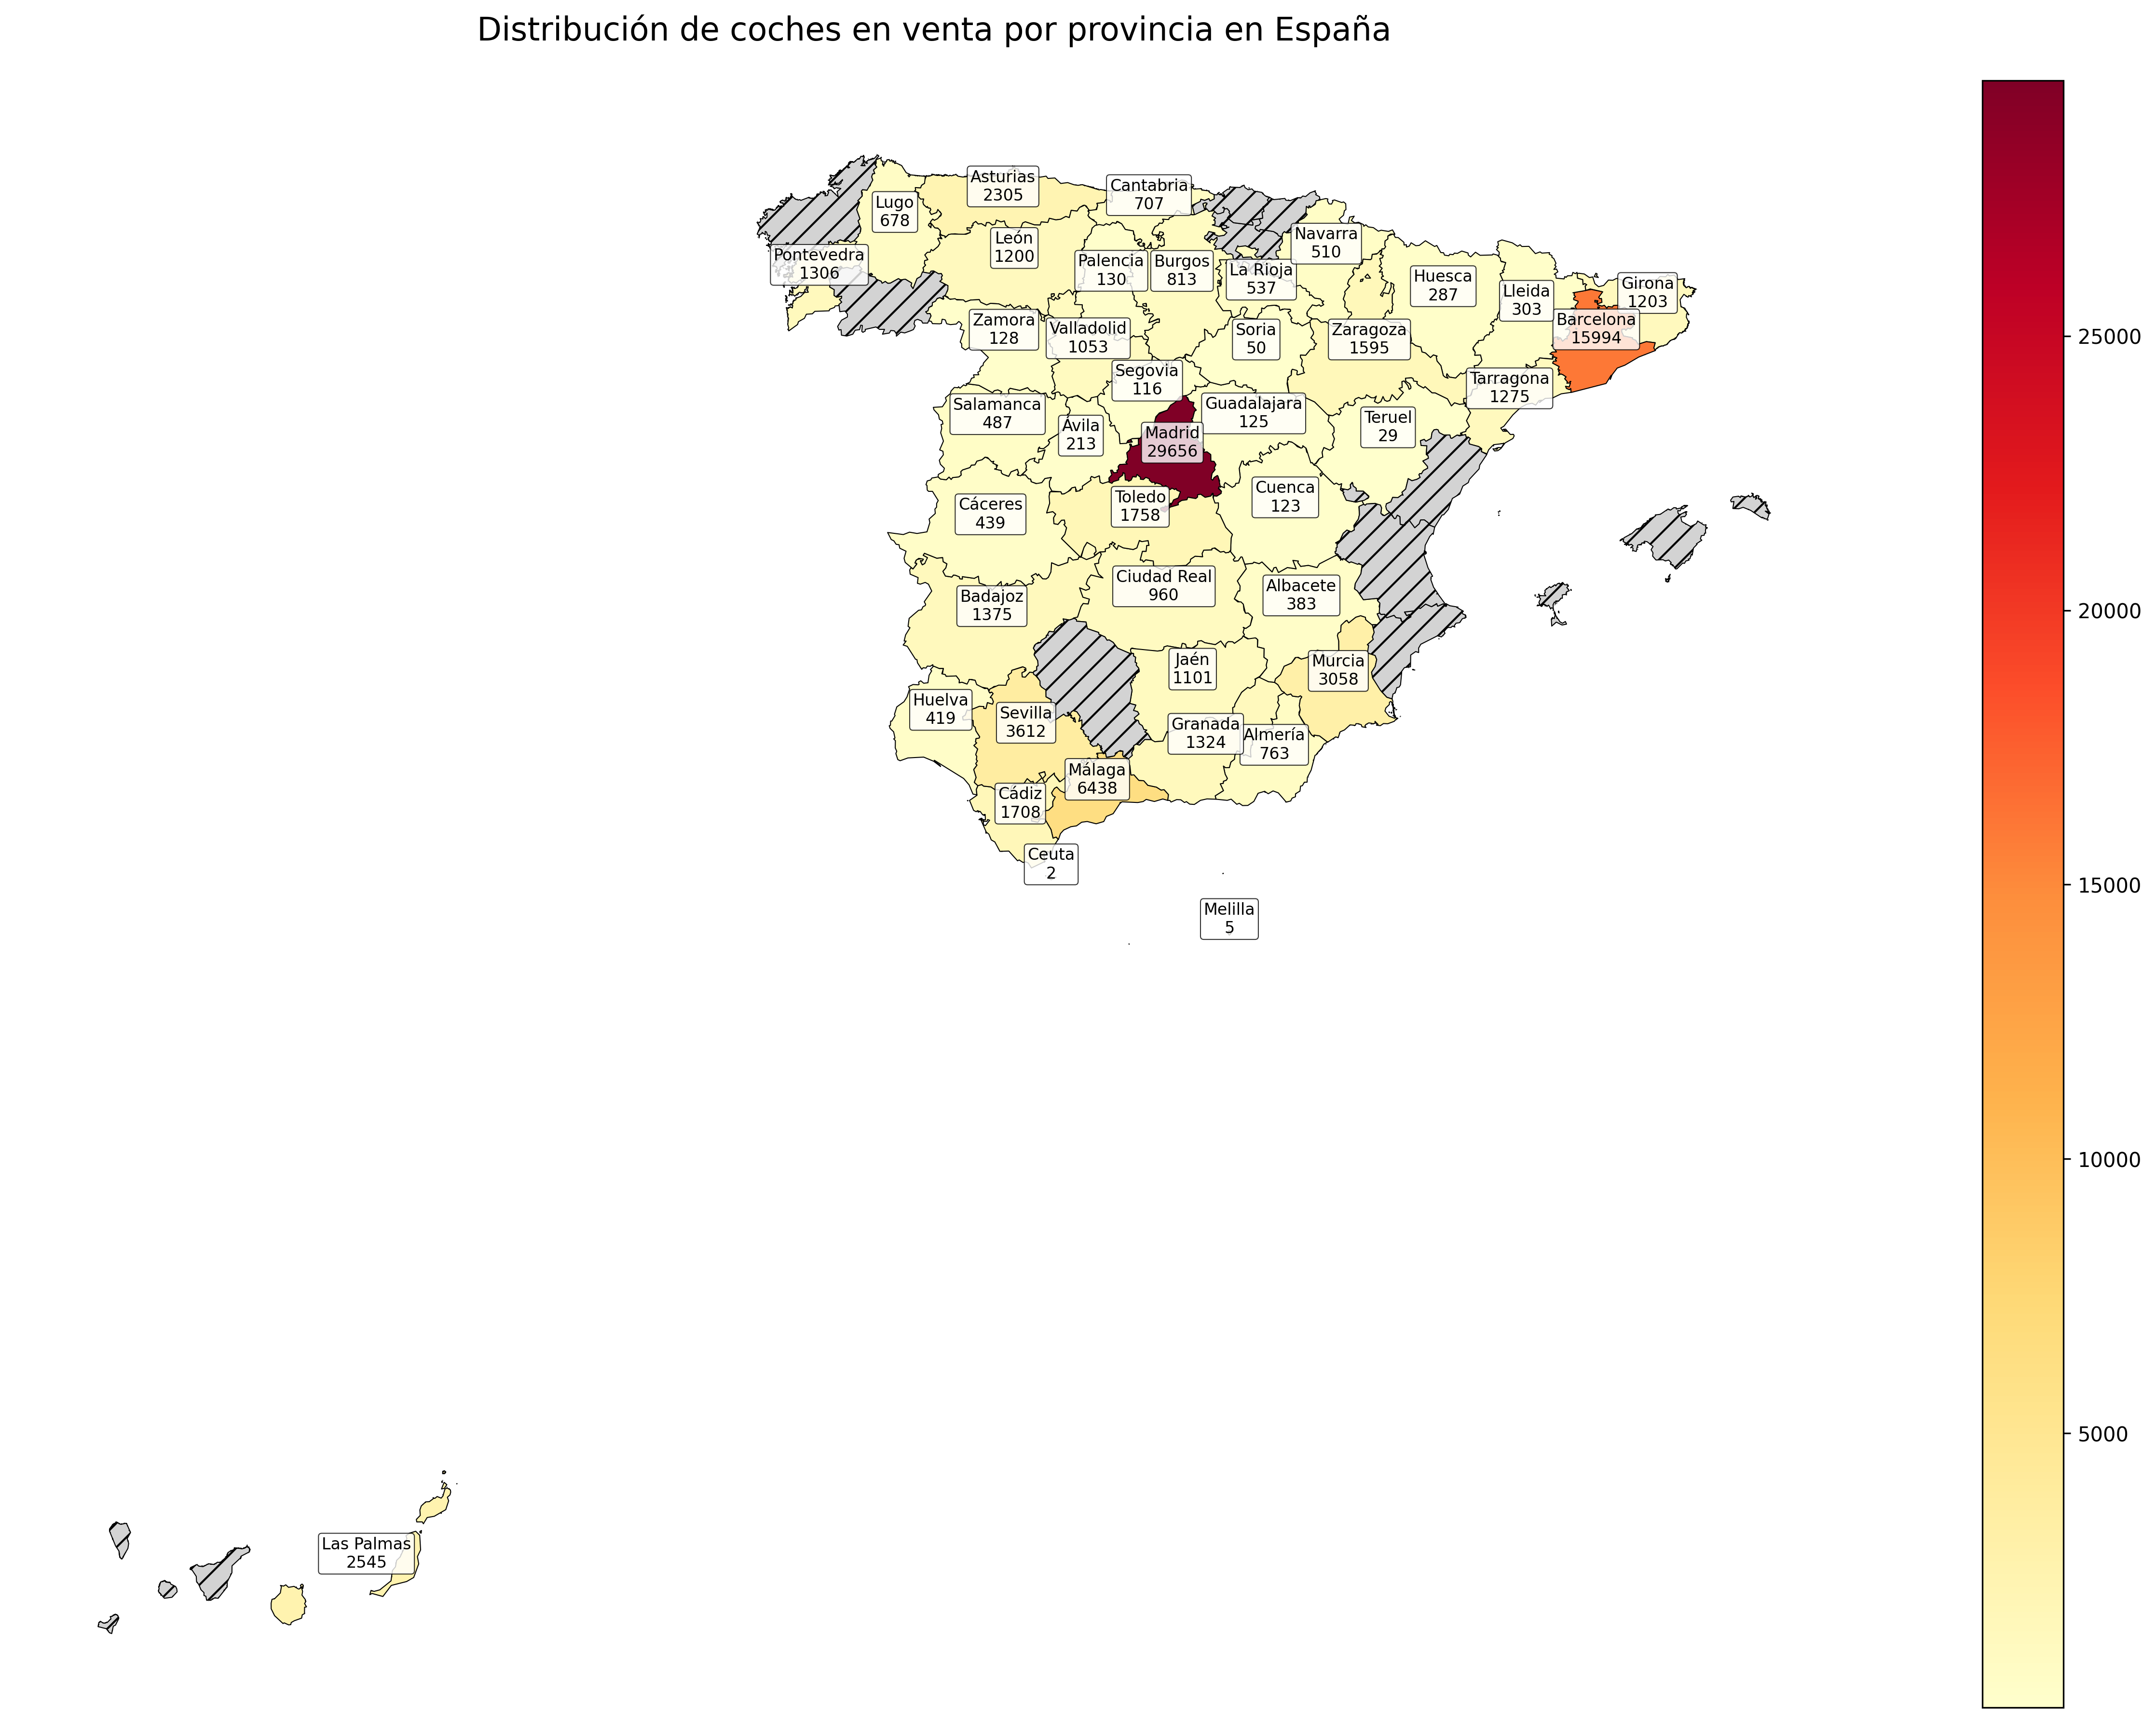 Distribución de coches en venta por provincia en España
Asturias
2305
Cantabria
707
Lugo
678
León
1200
Navarra
510
Pontevedra
1306
Palencia
130
Burgos
813
La Rioja
537
Huesca
287
Lleida
303
Girona
1203
Barcelona
15994
Zamora
128
Valladolid
1053
Soria
50
Zaragoza
1595
Segovia
116
Tarragona
1275
Salamanca
487
Ávila
213
Guadalajara
125
Teruel
29
Madrid
29656
Cáceres
439
Toledo
1758
Cuenca
123
Badajoz
1375
Ciudad Real
960
Albacete
383
Jaén
1101
Murcia
3058
Huelva
419
Sevilla
3612
Granada
1324
Almería
763
Málaga
6438
Cádiz
1708
Ceuta
2
Melilla
5
Las Palmas
2545
25000
20000
15000
10000
5000